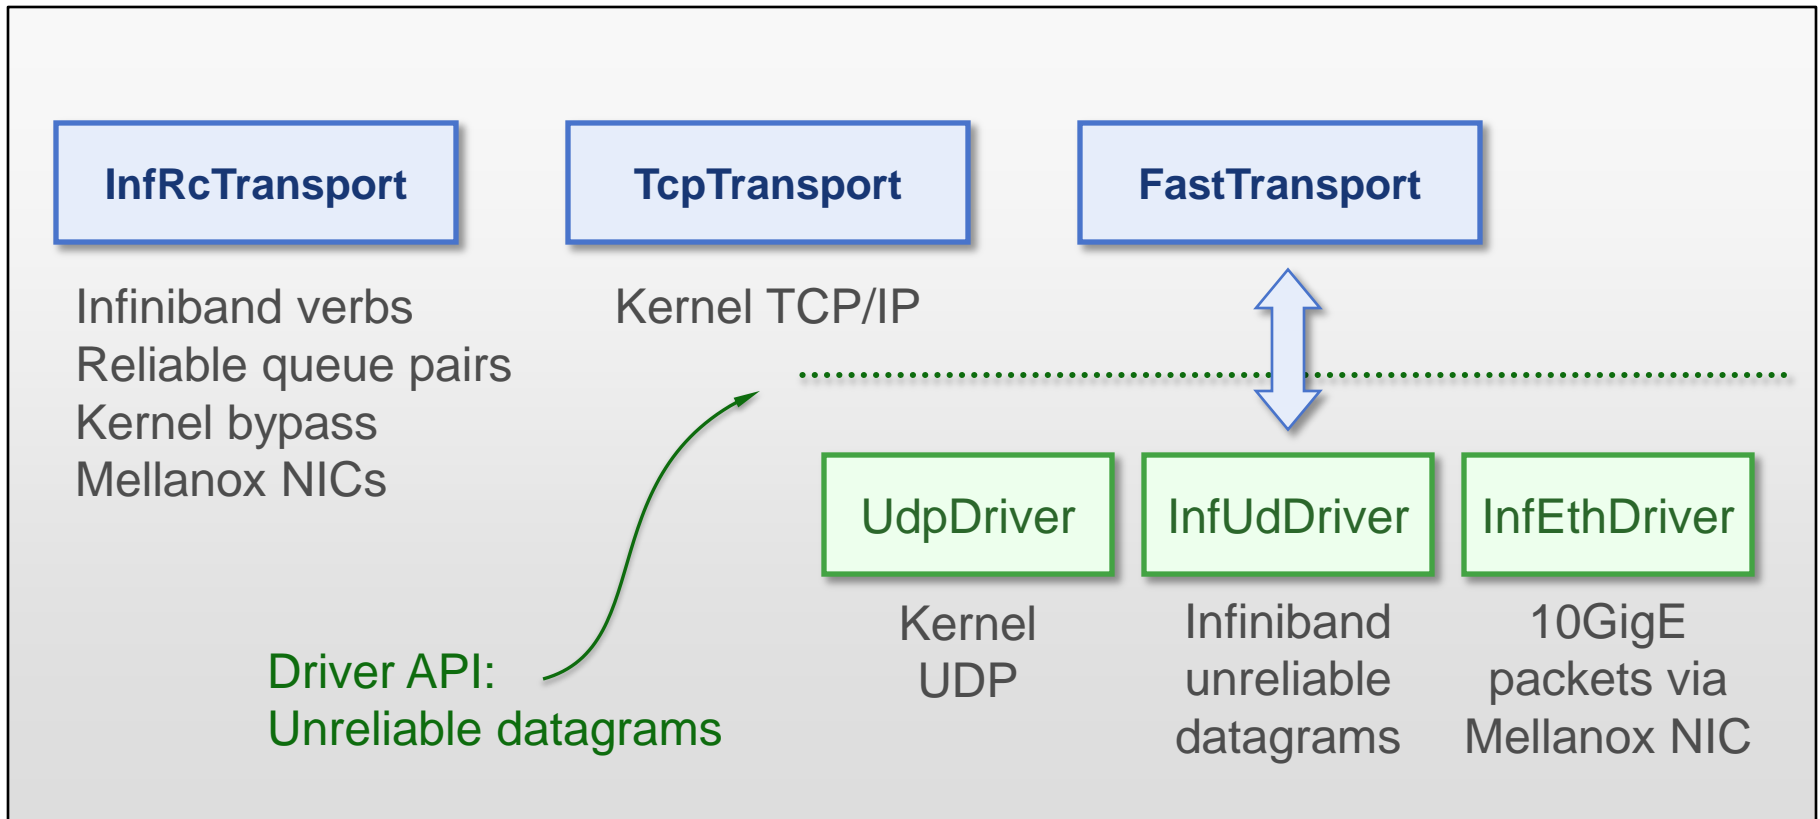 InfRcTransport
TcpTransport
FastTransport
Infiniband verbs
Reliable queue pairs
Kernel bypass
Mellanox NICs
Kernel TCP/IP
UdpDriver
InfUdDriver
InfEthDriver
Kernel
UDP
Infiniband
unreliable
datagrams
10GigE
packets via
Mellanox NIC
Driver API:
Unreliable datagrams